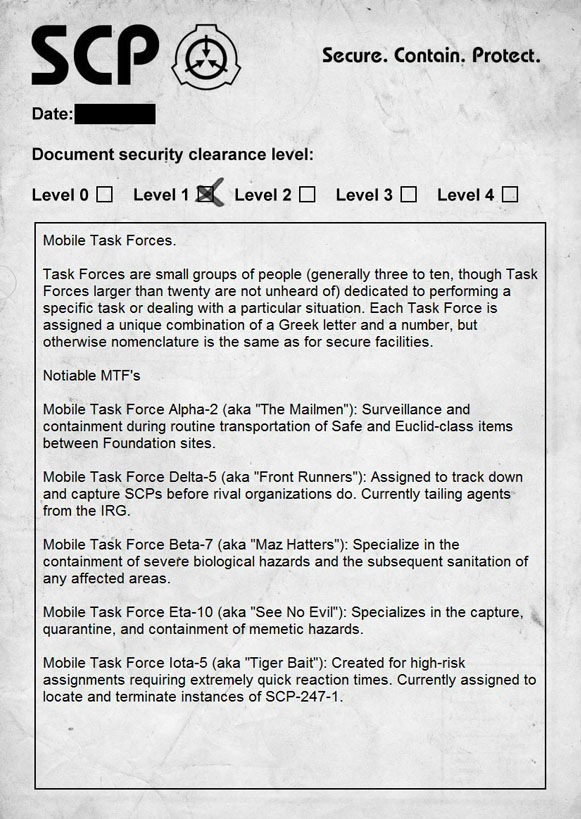 SCP
Secure. Contain. Protect.
Date:
Document security clearance level:
Level 0 Level 1 Level 2 Level 3 Level 4
Mobile Task Forces.
Task Forces are small groups of people (generally three to ten, though Task
Forces larger than twenty are not unheard of) dedicated to performing a
specific task or dealing with a particular situation. Each Task Force is
assigned a unique combination of a Greek letter and a number, but
otherwise nomenclature is the same as for secure facilities.
Notiable MTF's
Mobile Task Force Alpha-2 (aka "The Mailmen"): Surveillance and
containment during routine transportation of Safe and Euclid-class items
between Foundation sites.
Mobile Task Force Delta-5 (aka "Front Runners"): Assigned to track down
and capture SCPs before rival organizations do. Currently tailing agents
from the IRG.
Mobile Task Force Beta-7 (aka "Maz Hatters"): Specialize in the
containment of severe biological hazards and the subsequent sanitation of
any affected areas.
Mobile Task Force Eta-10 (aka "See No Evil"): Specializes in the capture,
quarantine, and containment of memetic hazards.
Mobile Task Force Iota-5 (aka "Tiger Bait"): Created for high-risk
assignments requiring extremely quick reaction times. Currently assigned to
locate and terminate instances of SCP-247-1.